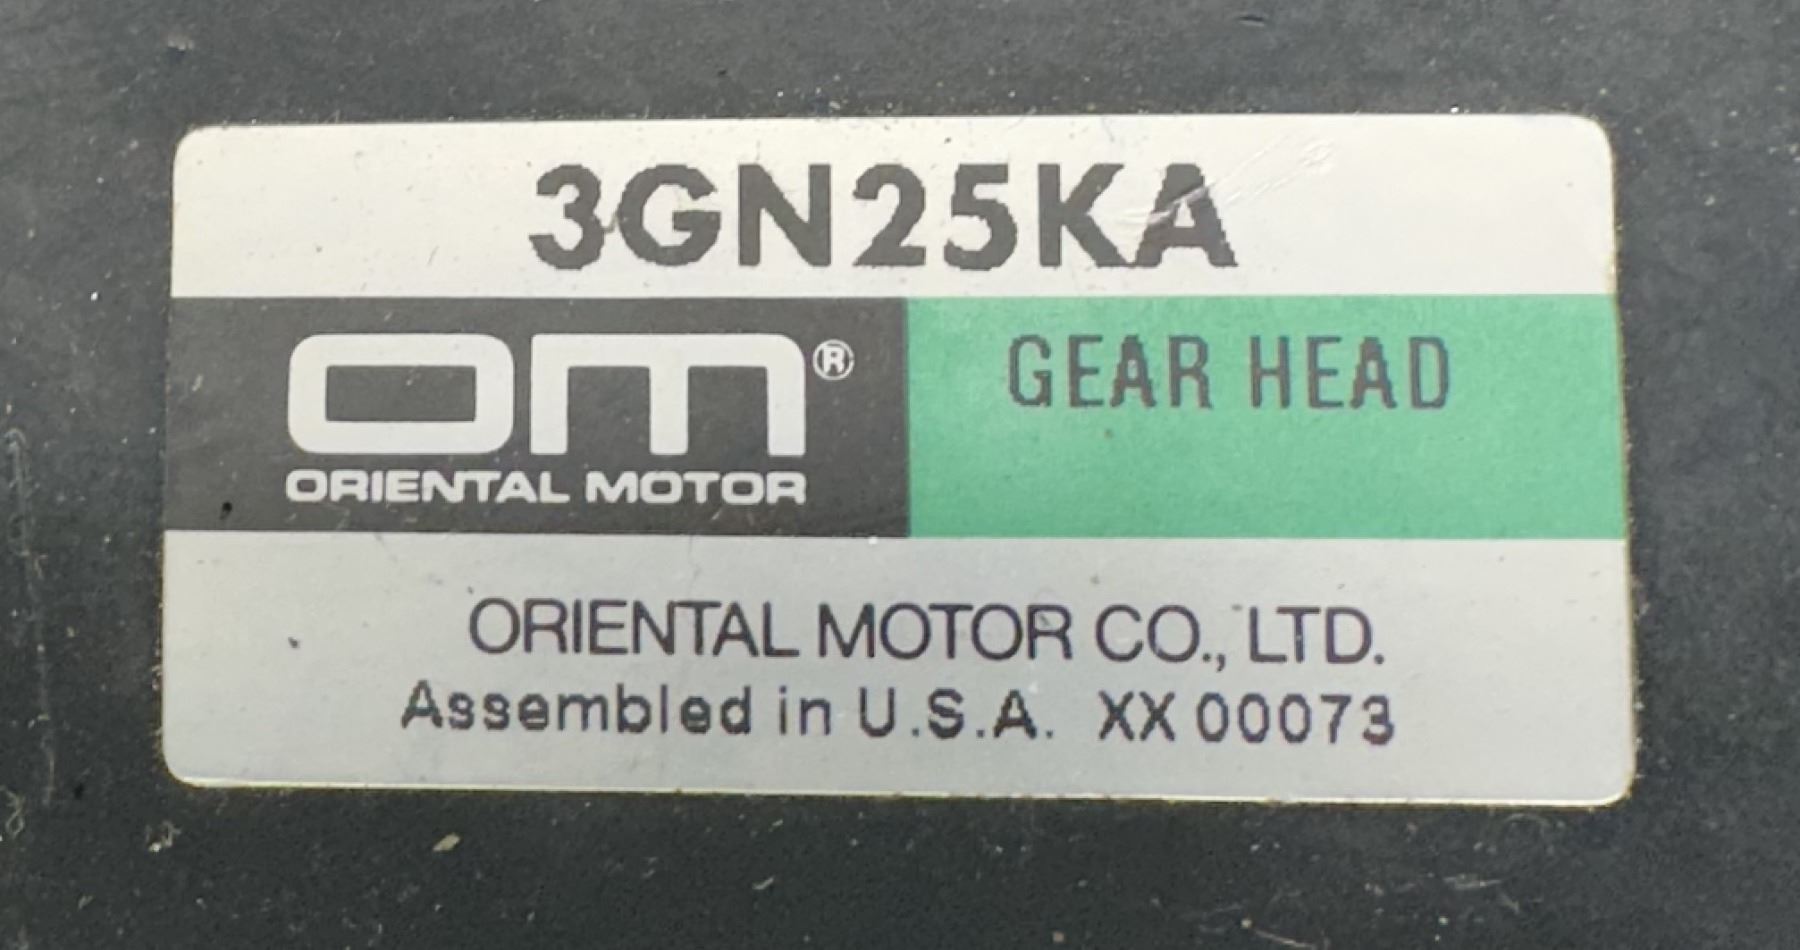 3GN25KA
OM®
ORIENTAL MOTOR
GEAR HEAD
ORIENTAL MOTOR CO., LTD.
Assembled in U.S.A. XX 00073